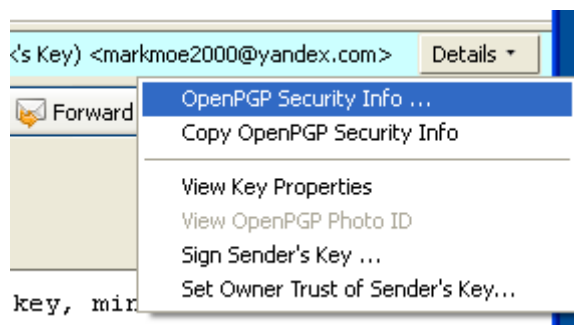 's Key) <markmoe2000@yandex.com> Details
Forward
OpenPGP Security Info ...
Copy OpenPGP Security Info
View Key Properties
View OpenPGP Photo ID
Sign Sender's Key ...
Set Owner Trust of Sender's Key...
key,